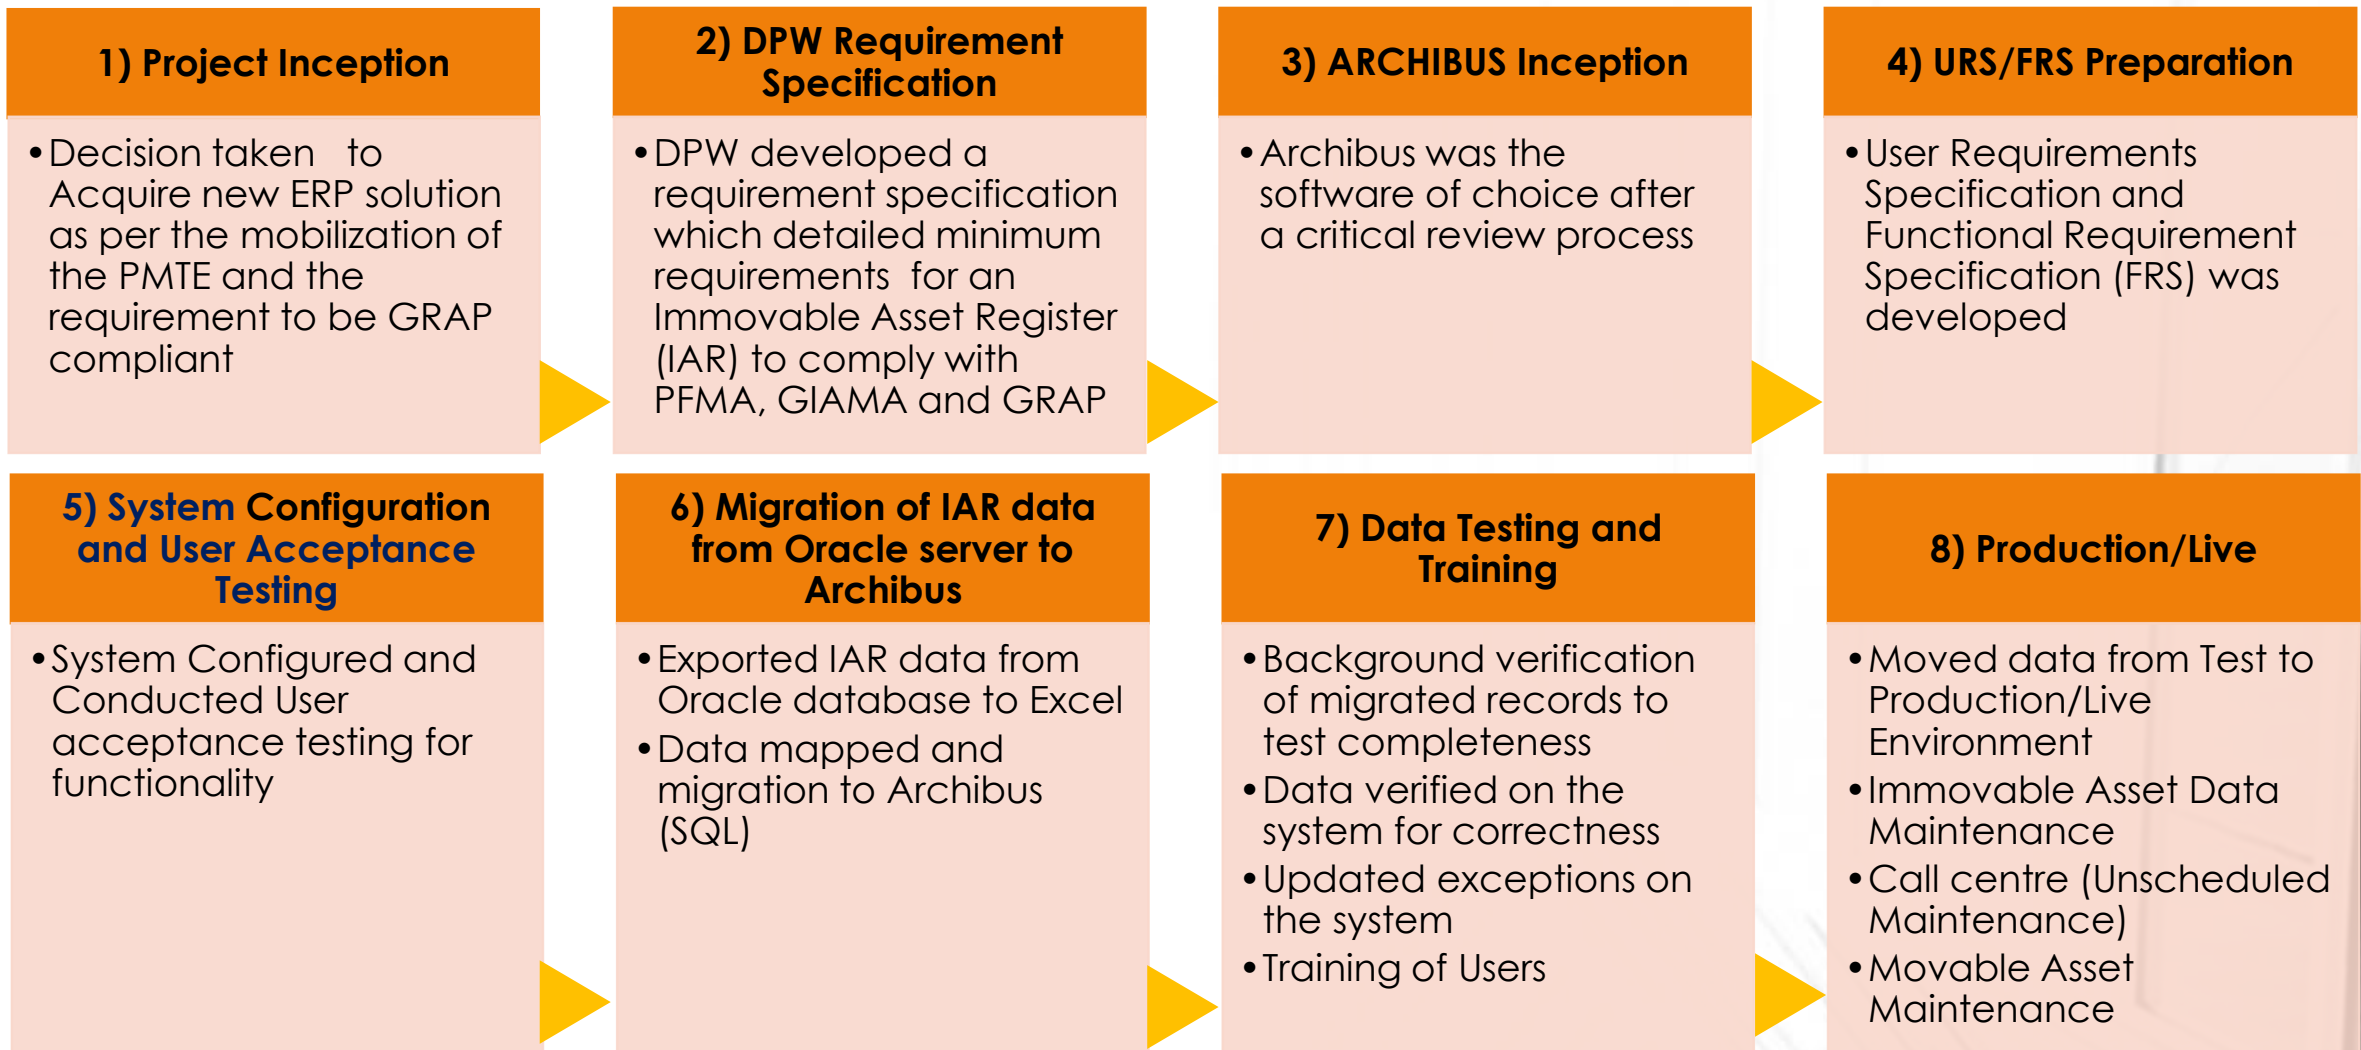 1) Project Inception
•Decision taken   to
Acquire new ERP solution
as per the mobilization of
the PMTE and the
requirement to be GRAP
compliant
2) DPW Requirement
Specification
•DPW developed a
requirement specification
which detailed minimum
requirements  for an
Immovable Asset Register
(IAR) to comply with
PFMA, GIAMA and GRAP
3) ARCHIBUS Inception
•Archibus was the
software of choice after
a critical review process
4) URS/FRS Preparation
•User Requirements
Specification and
Functional Requirement
Specification (FRS) was
developed
5) System Configuration
and User Acceptance
Testing
•System Configured and
Conducted User
acceptance testing for
functionality
6) Migration of IAR data
from Oracle server to
Archibus
•Exported IAR data from
Oracle database to Excel
•Data mapped and
migration to Archibus
(SQL)
7) Data Testing and
Training
•Background verification
of migrated records to
test completeness
•Data verified on the
system for correctness
•Updated exceptions on
the system
•Training of Users
8) Production/Live
•Moved data from Test to
Production/Live
Environment
•Immovable Asset Data
Maintenance
•Call centre (Unscheduled
Maintenance)
•Movable Asset
Maintenance